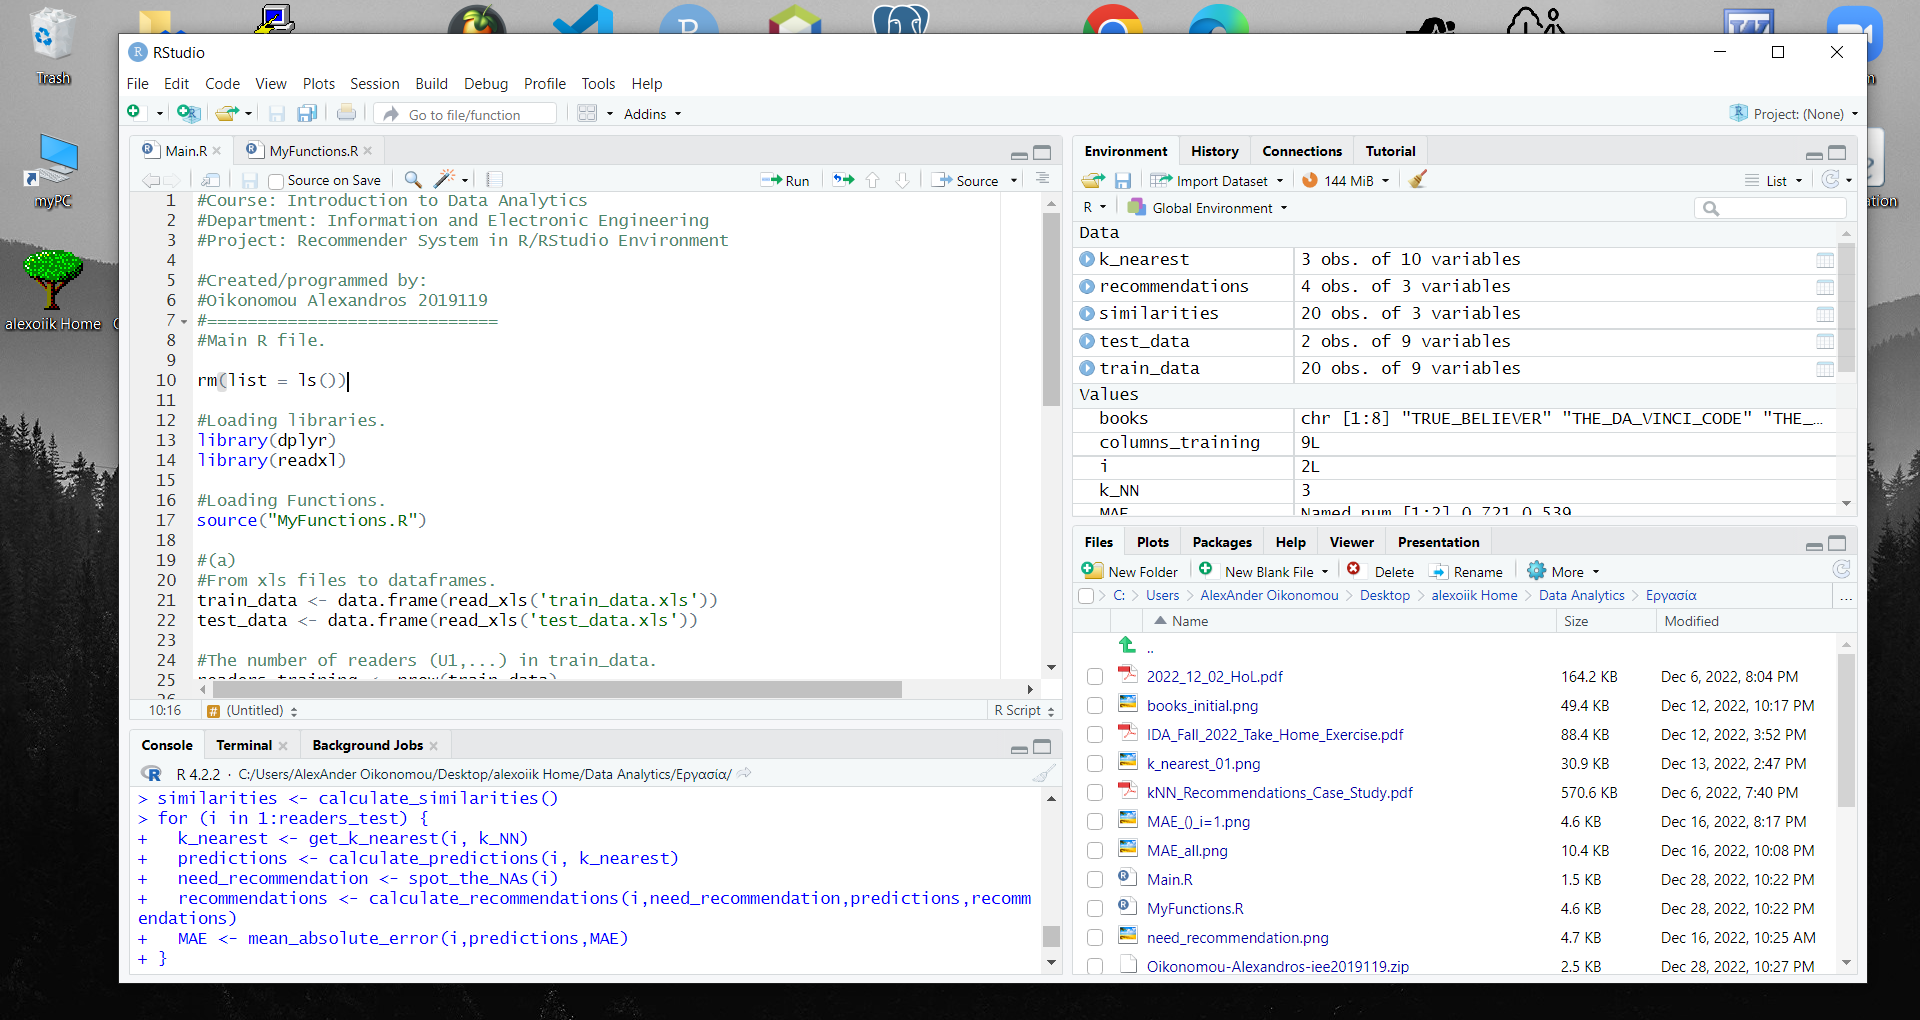 Trash
myPC
alexoiik Home
RStudio
File Edit Code View Plots Session Build Debug Profile Tools Help
Go to file/function
Addins
Project: (None)
Main.R
MyFunctions.R
Source on Save
Run
Source
1 #Course: Introduction to Data Analytics
2 #Department: Information and Electronic Engineering
3 #Project: Recommender System in R/RStudio Environment
4
5 #Created/programmed by:
6 #Oikonomou Alexandros 2019119
7 #=============================
8 #Main R file.
9
10 rm(list = ls())
11
12 #Loading libraries.
13 library(dplyr)
14 library(readxl)
15
16 #Loading Functions.
17 source("MyFunctions.R")
18
19 #(a)
20 #From xls files to dataframes.
21 train_data <- data.frame(read_xls('train_data.xls'))
22 test_data <- data.frame(read_xls('test_data.xls'))
23
24 #The number of readers (U1,...) in train_data.
25 readers_training <- nrow(train_data)
26
10:16 # (Untitled) R Script
Console Terminal Background Jobs
R 4.2.2 · C:/Users/AlexAnder Oikonomou/Desktop/alexoiik Home/Data Analytics/Εργασία/
> similarities <- calculate_similarities()
> for (i in 1:readers_test) {
+ k_nearest <- get_k_nearest(i, k_NN)
+ predictions <- calculate_predictions(i, k_nearest)
+ need_recommendation <- spot_the_NAs(i)
+ recommendations <- calculate_recommendations(i,need_recommendation,predictions,recomm
endations)
+ MAE <- mean_absolute_error(i,predictions,MAE)
+ }
Environment History Connections Tutorial
Import Dataset 144 MiB List
R Global Environment
Data
k_nearest 3 obs. of 10 variables
recommendations 4 obs. of 3 variables
similarities 20 obs. of 3 variables
test_data 2 obs. of 9 variables
train_data 20 obs. of 9 variables
Values
books chr [1:8] "TRUE_BELIEVER" "THE_DA_VINCI_CODE" "THE_…
columns_training 9L
i 2L
k_NN 3
MAE Named num [1:2] 0.721 0.539
Files Plots Packages Help Viewer Presentation
New Folder New Blank File Delete Rename More
C: Users AlexAnder Oikonomou Desktop alexoiik Home Data Analytics Εργασία ...
Name Size Modified
..
2022_12_02_HoL.pdf 164.2 KB Dec 6, 2022, 8:04 PM
books_initial.png 49.4 KB Dec 12, 2022, 10:17 PM
IDA_Fall_2022_Take_Home_Exercise.pdf 88.4 KB Dec 12, 2022, 3:52 PM
k_nearest_01.png 30.9 KB Dec 13, 2022, 2:47 PM
kNN_Recommendations_Case_Study.pdf 570.6 KB Dec 6, 2022, 7:40 PM
MAE_()_i=1.png 4.6 KB Dec 16, 2022, 8:17 PM
MAE_all.png 10.4 KB Dec 16, 2022, 10:08 PM
Main.R 1.5 KB Dec 28, 2022, 10:22 PM
MyFunctions.R 4.6 KB Dec 28, 2022, 10:22 PM
need_recommendation.png 4.7 KB Dec 16, 2022, 10:25 AM
Oikonomou-Alexandros-iee2019119.zip 2.5 KB Dec 28, 2022, 10:27 PM